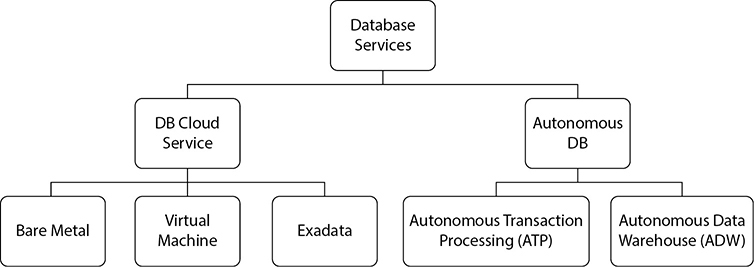 Database
Services
DB Cloud
Service
Autonomous
DB
Bare Metal
Virtual
Machine
Exadata
Autonomous Transaction
Processing (ATP)
Autonomous Data
Warehouse (ADW)